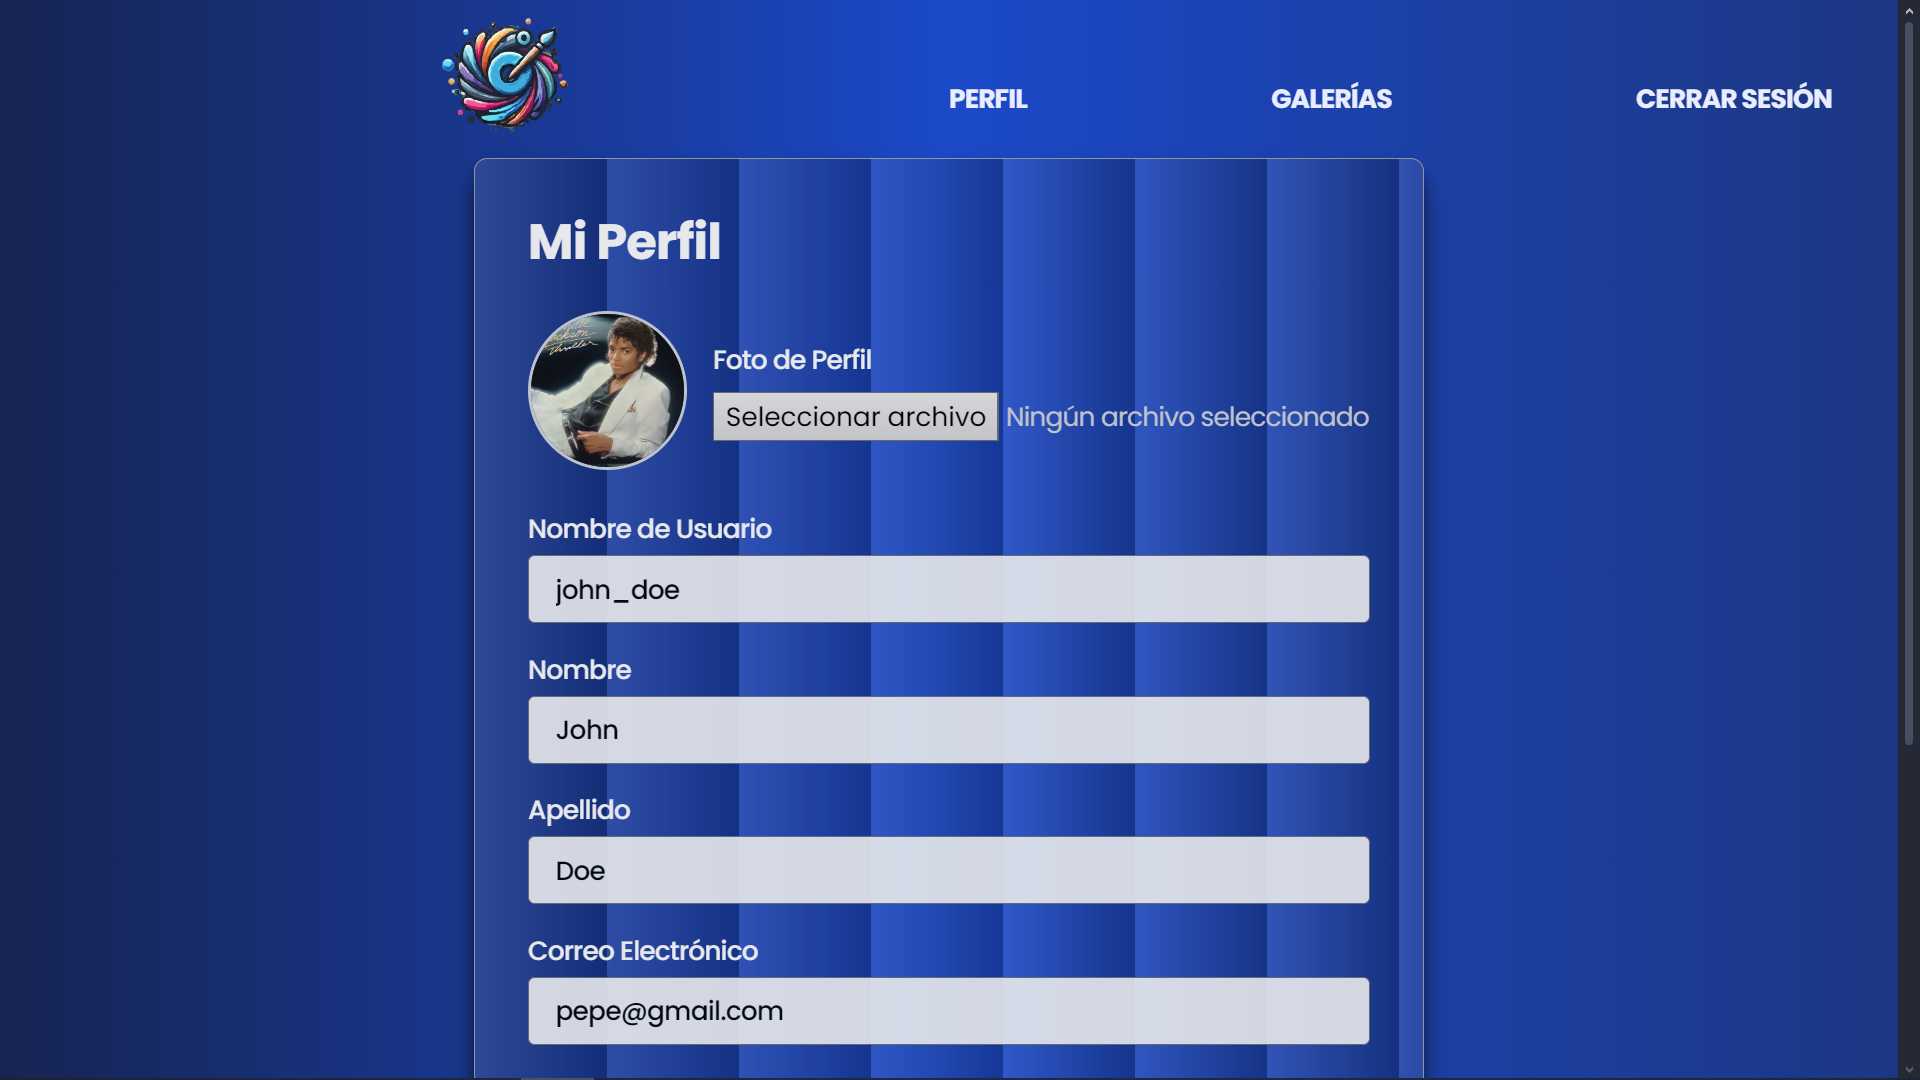 PERFIL
GALERÍAS
CERRAR SESIÓN
Mi Perfil
Foto de Perfil
Seleccionar archivo Ningún archivo seleccionado
Nombre de Usuario
john_doe
Nombre
John
Apellido
Doe
Correo Electrónico
pepe@gmail.com